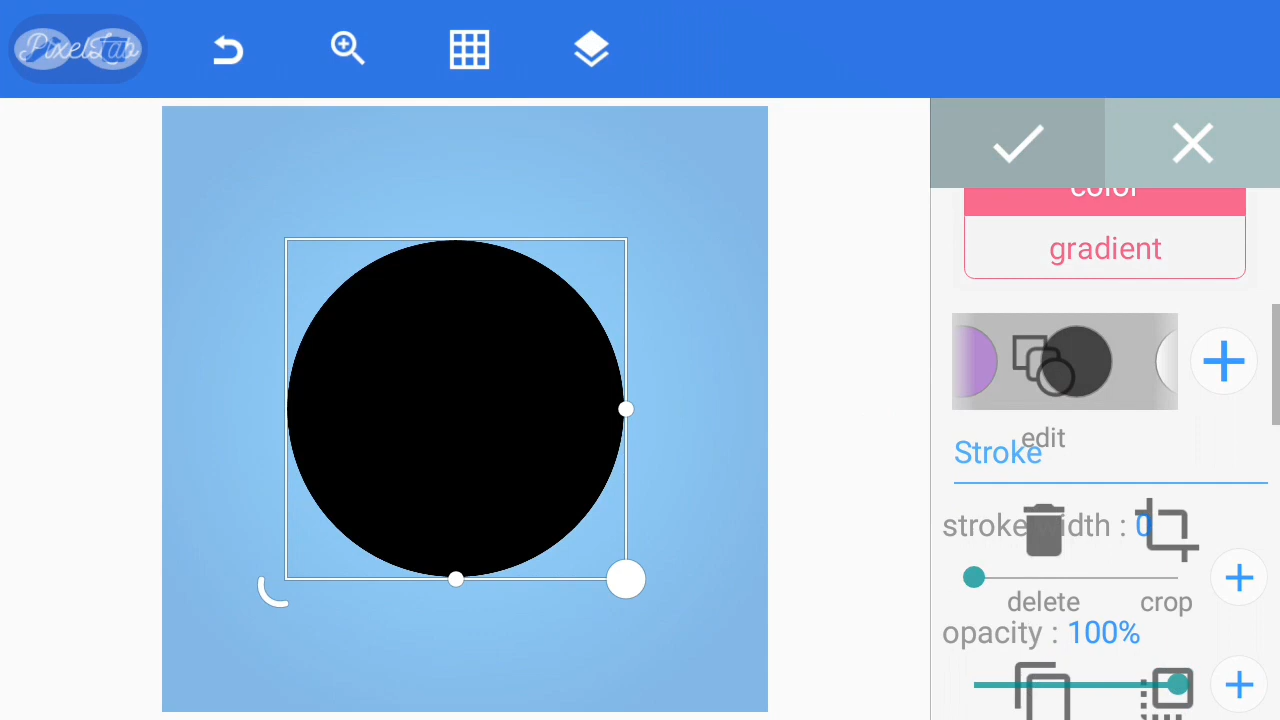 PixelLab
color
gradient
edit
Stroke
stroke width : 0
delete
crop
opacity : 100%